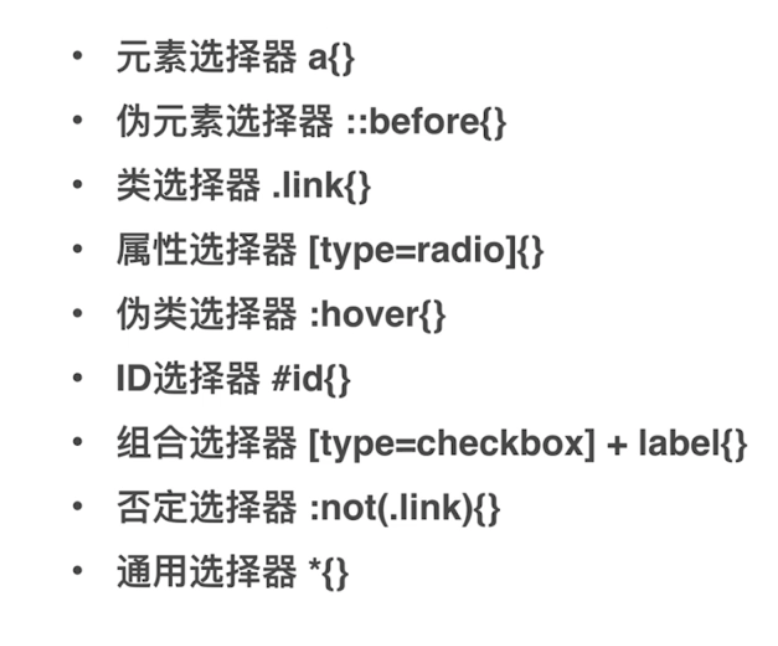 • 元素选择器 a{}
• 伪元素选择器 ::before{}
• 类选择器 .link{}
• 属性选择器 [type=radio]{}
• 伪类选择器 :hover{}
• ID选择器 #id{}
• 组合选择器 [type=checkbox] + label{}
• 否定选择器 :not(.link){}
• 通用选择器 *{}